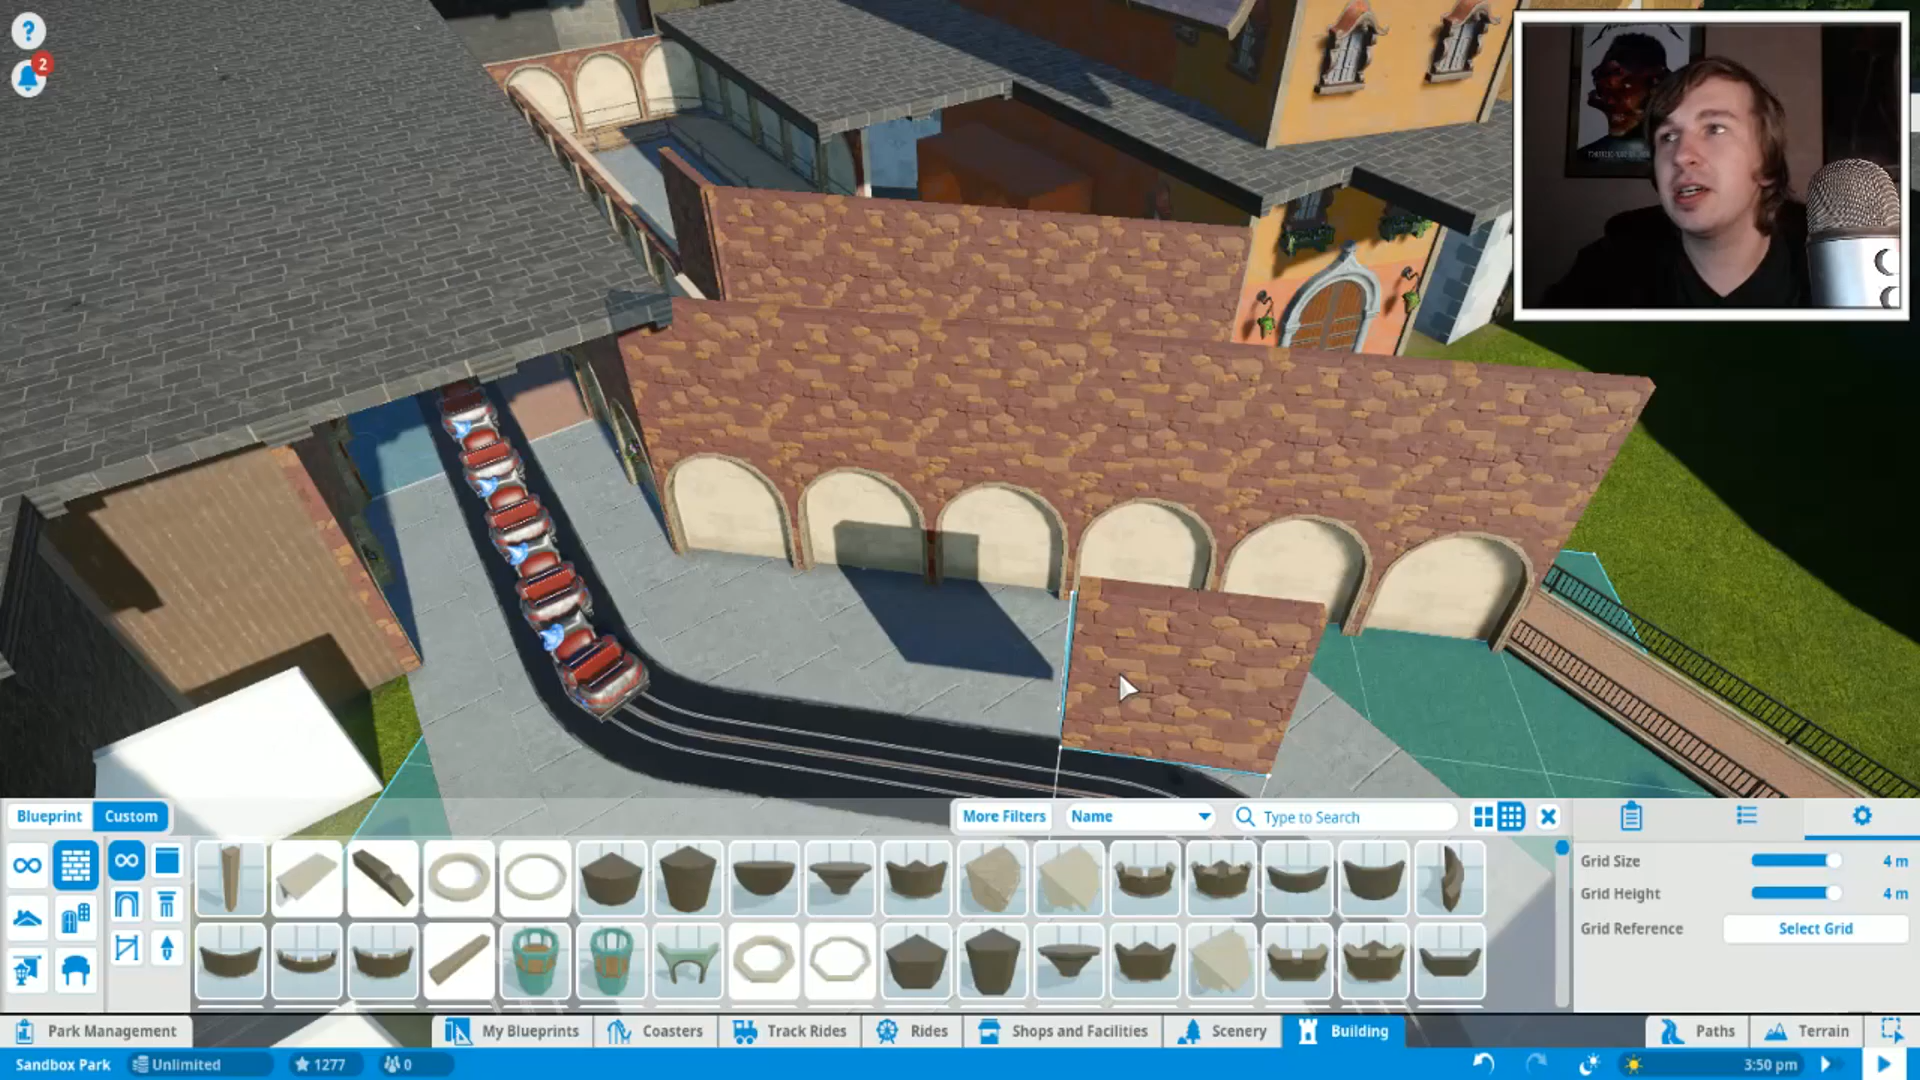 ?
2
Blueprint
Custom
More Filters
Name
Type to Search
Grid Size
4 m
Grid Height
4 m
Grid Reference
Select Grid
Park Management
My Blueprints
Coasters
Track Rides
Rides
Shops and Facilities
Scenery
Building
Paths
Terrain
Sandbox Park
Unlimited
1277
0
3:50 pm